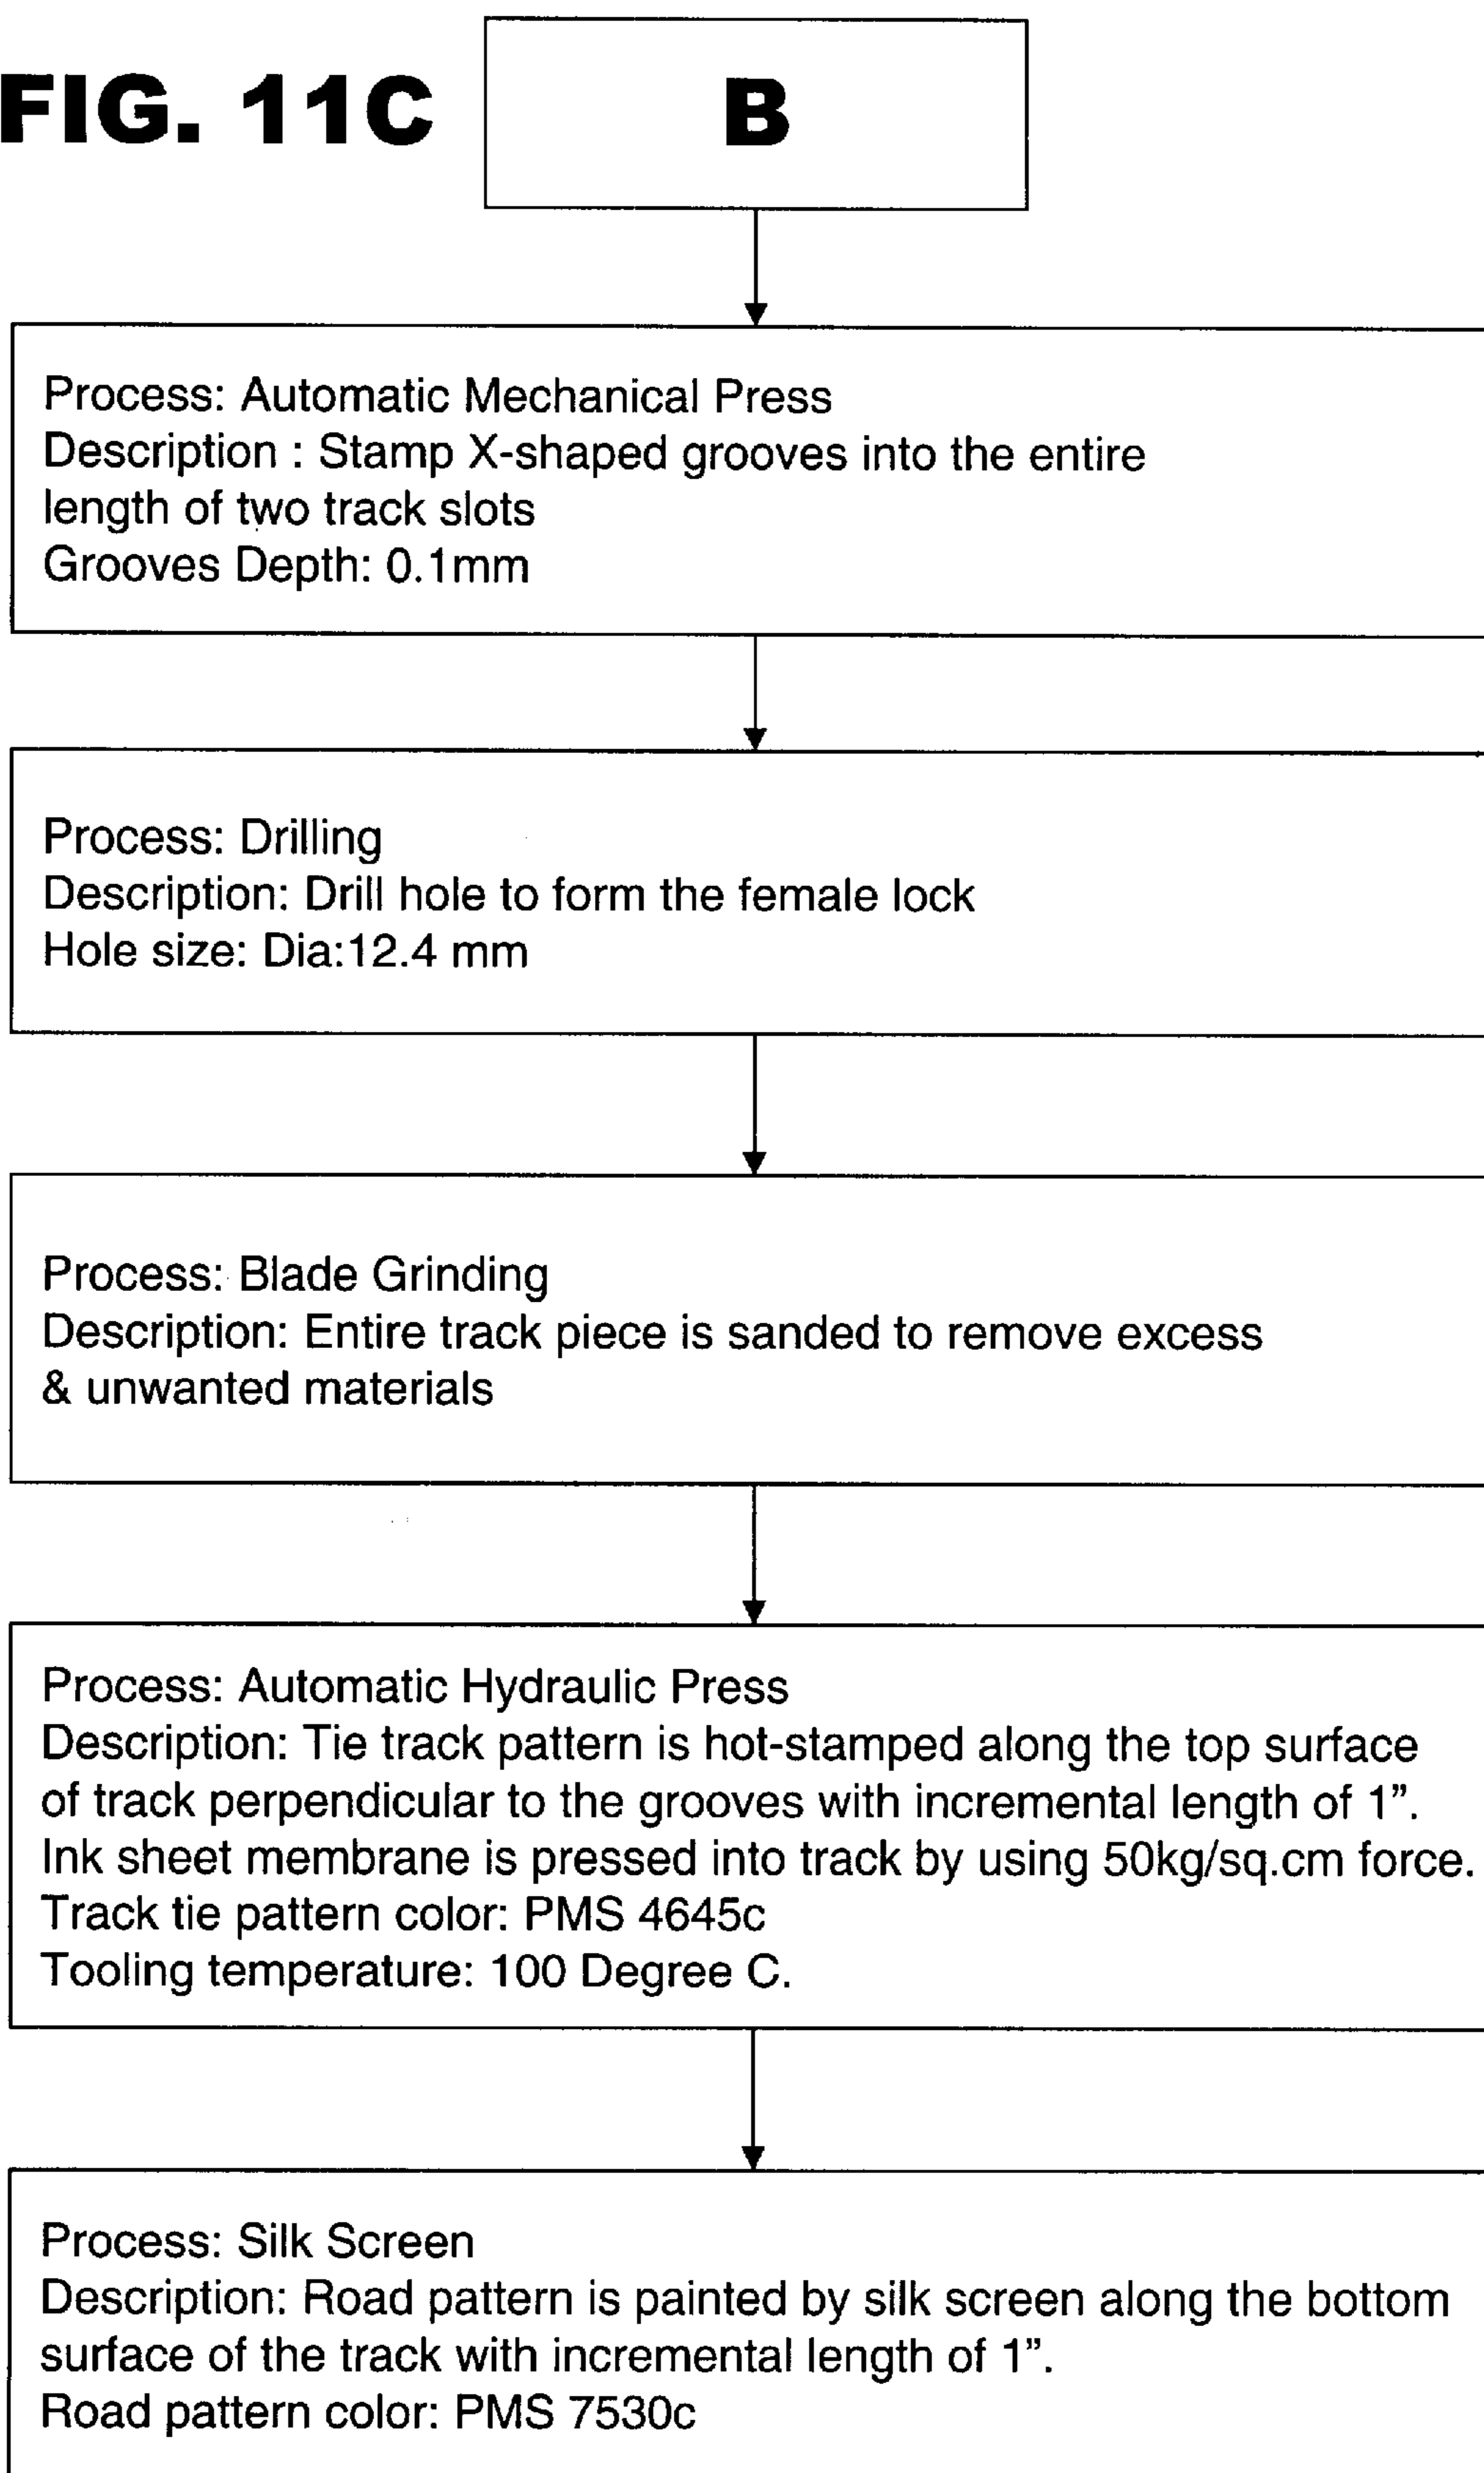 FIG. 11C
B
Process: Automatic Mechanical Press
Description : Stamp X-shaped grooves into the entire
length of two track slots
Grooves Depth: 0.1mm
Process: Drilling
Description: Drill hole to form the female lock
Hole size: Dia:12.4 mm
Process: Blade Grinding
Description: Entire track piece is sanded to remove excess
& unwanted materials
Process: Automatic Hydraulic Press
Description: Tie track pattern is hot-stamped along the top surface
of track perpendicular to the grooves with incremental length of 1”.
Ink sheet membrane is pressed into track by using 50kg/sq.cm force.
Track tie pattern color: PMS 4645c
Tooling temperature: 100 Degree C.
Process: Silk Screen
Description: Road pattern is painted by silk screen along the bottom
surface of the track with incremental length of 1”.
Road pattern color: PMS 7530c